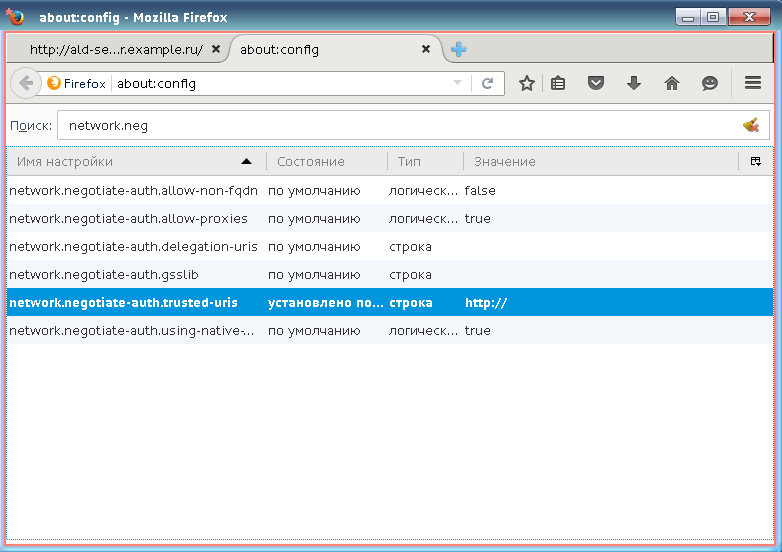 about:config - Mozilla Firefox
http://ald-se...r.example.ru/ about:config
Firefox about:config
Поиск: network.neg
Имя настройки Состояние Тип Значение
network.negotiate-auth.allow-non-fqdn по умолчанию логическ... false
network.negotiate-auth.allow-proxies по умолчанию логическ... true
network.negotiate-auth.delegation-uris по умолчанию строка
network.negotiate-auth.gsslib по умолчанию строка
network.negotiate-auth.trusted-uris установлено по... строка http://
network.negotiate-auth.using-native-... по умолчанию логическ... true